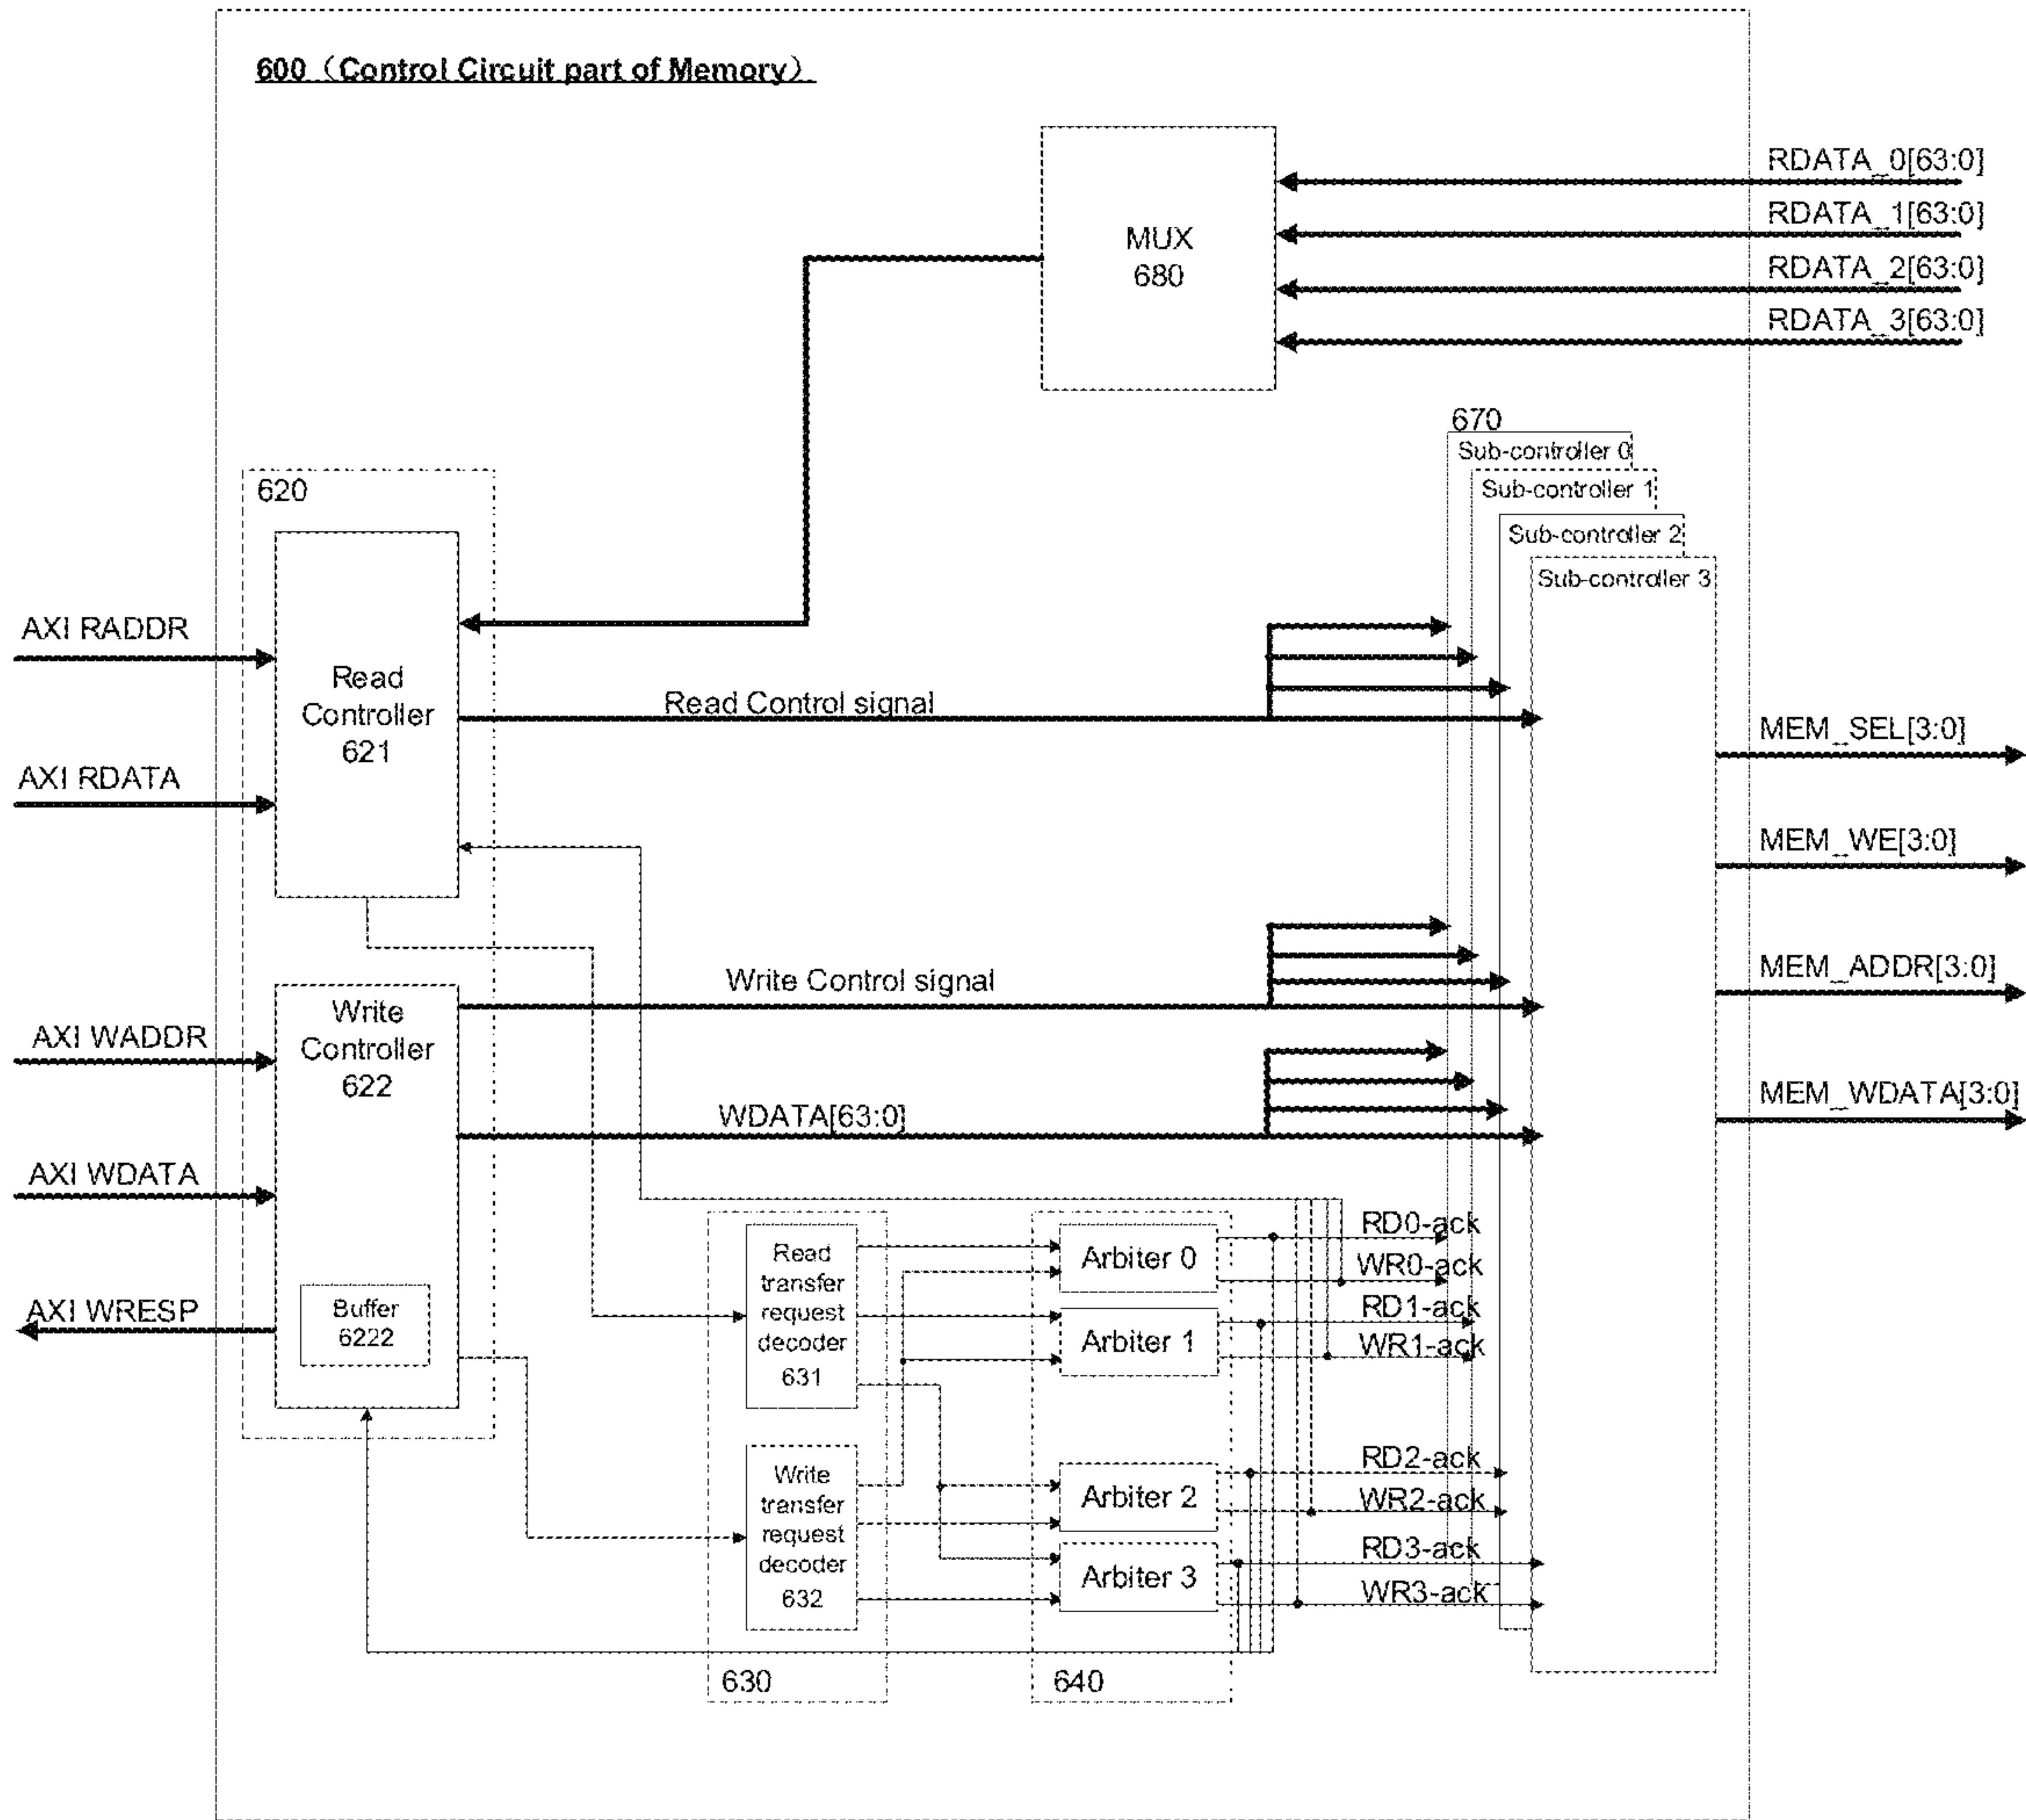 600（Control Circuit part of Memory）
MUX
680
RDATA_0[63:0]
RDATA_1[63:0]
RDATA_2[63:0]
RDATA_3[63:0]
670
Sub-controller 0
Sub-controller 1
Sub-controller 2
Sub-controller 3
620
Read
Controller
621
AXI RADDR
AXI RDATA
Read Control signal
MEM_SEL[3:0]
MEM_WE[3:0]
MEM_ADDR[3:0]
MEM_WDATA[3:0]
Write
Controller
622
AXI WADDR
AXI WDATA
AXI WRESP
Buffer
6222
Write Control signal
WDATA[63:0]
Read
transfer
request
decoder
631
Write
transfer
request
decoder
632
630
Arbiter 0
Arbiter 1
Arbiter 2
Arbiter 3
640
RD0-ack
WR0-ack
RD1-ack
WR1-ack
RD2-ack
WR2-ack
RD3-ack
WR3-ack